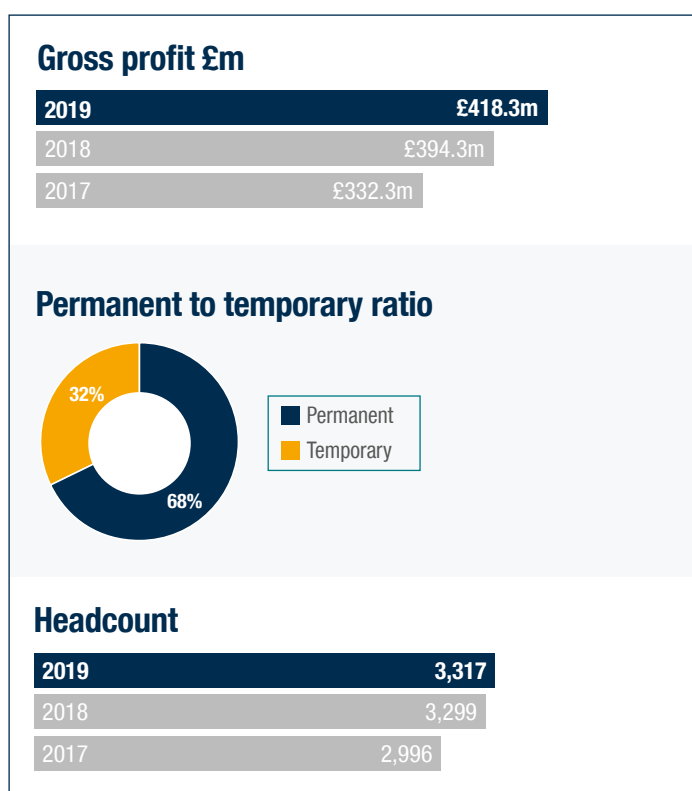 Gross profit £m
2019 £418.3m
2018 £394.3m
2017 £332.3m
Permanent to temporary ratio
32%
68%
Permanent
Temporary
Headcount
2019 3,317
2018 3,299
2017 2,996